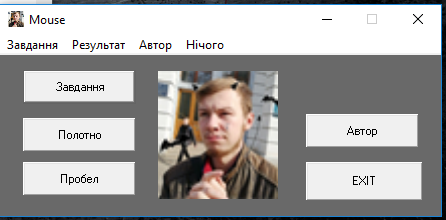 Mouse
Завдання Результат Автор Нічого
Завдання
Полотно
Автор
Пробел
EXIT